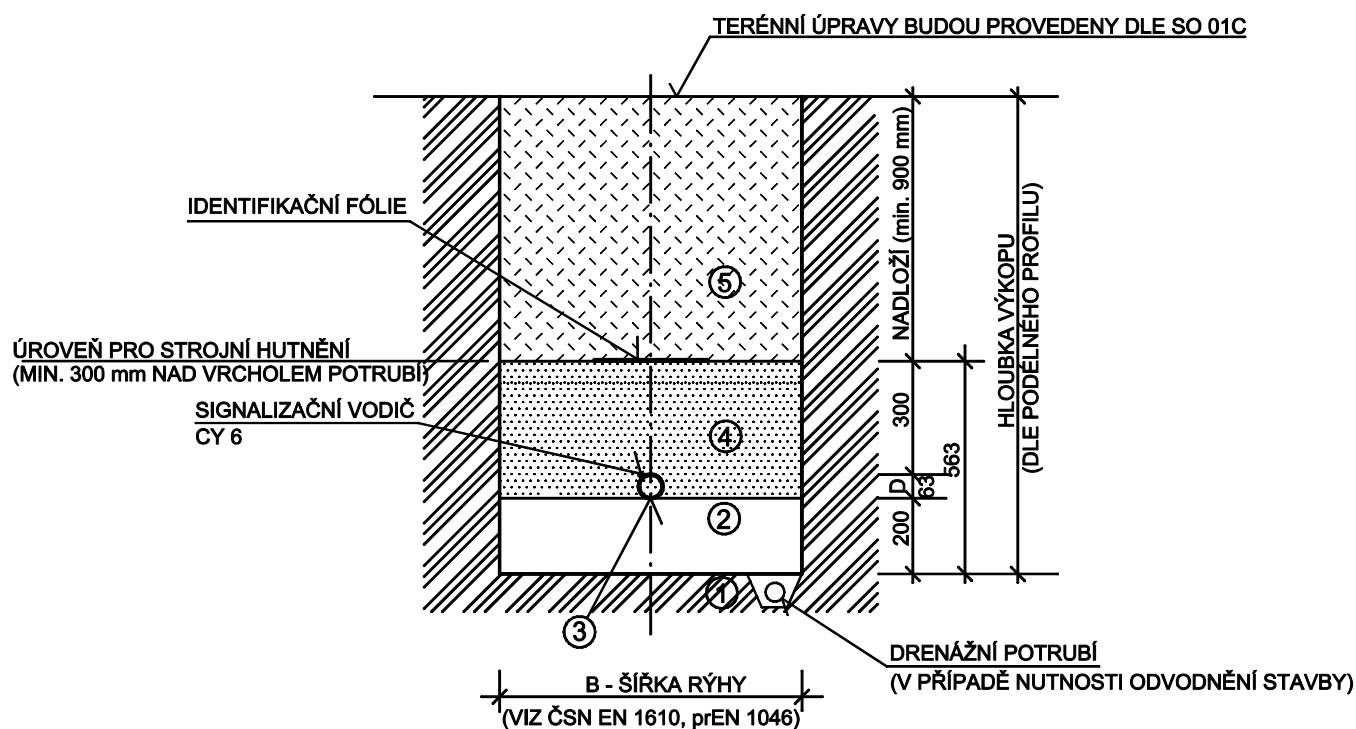 TERÉNNÍ ÚPRAVY BUDOU PROVEDENY DLE SO 01C
IDENTIFIKAČNÍ FÓLIE
ÚROVEŇ PRO STROJNÍ HUTNĚNÍ
(MIN. 300 mm NAD VRCHOLEM POTRUBÍ)
SIGNALIZAČNÍ VODIČ
CY 6
5
4
2
1
3
NADLOŽÍ (min. 900 mm)
300
D
63
200
563
HLOUBKA VÝKOPU
(DLE PODÉLNÉHO PROFILU)
DRENÁŽNÍ POTRUBÍ
(V PŘÍPADĚ NUTNOSTI ODVODNĚNÍ STAVBY)
B - ŠÍŘKA RÝHY
(VIZ ČSN EN 1610, prEN 1046)